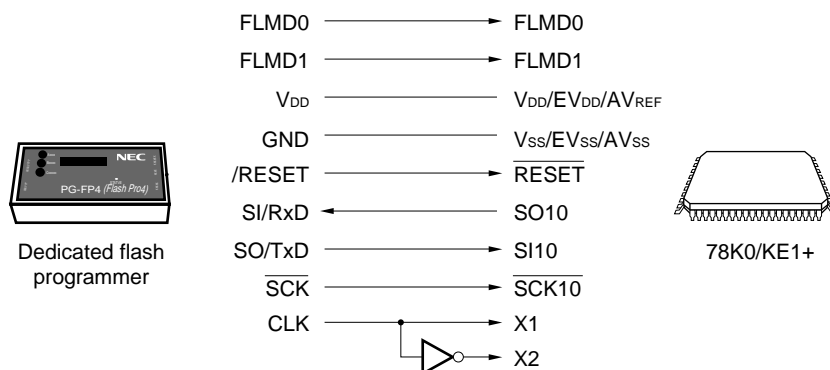 FLMD0 FLMD0
FLMD1 FLMD1
VDD VDD/EVDD/AVREF
GND VSS/EVSS/AVSS
/RESET RESET
SI/RxD SO10
SO/TxD SI10
SCK SCK10
CLK X1
X2
NEC
PG-FP4 (Flash Pro4)
Dedicated flash
programmer
78K0/KE1+